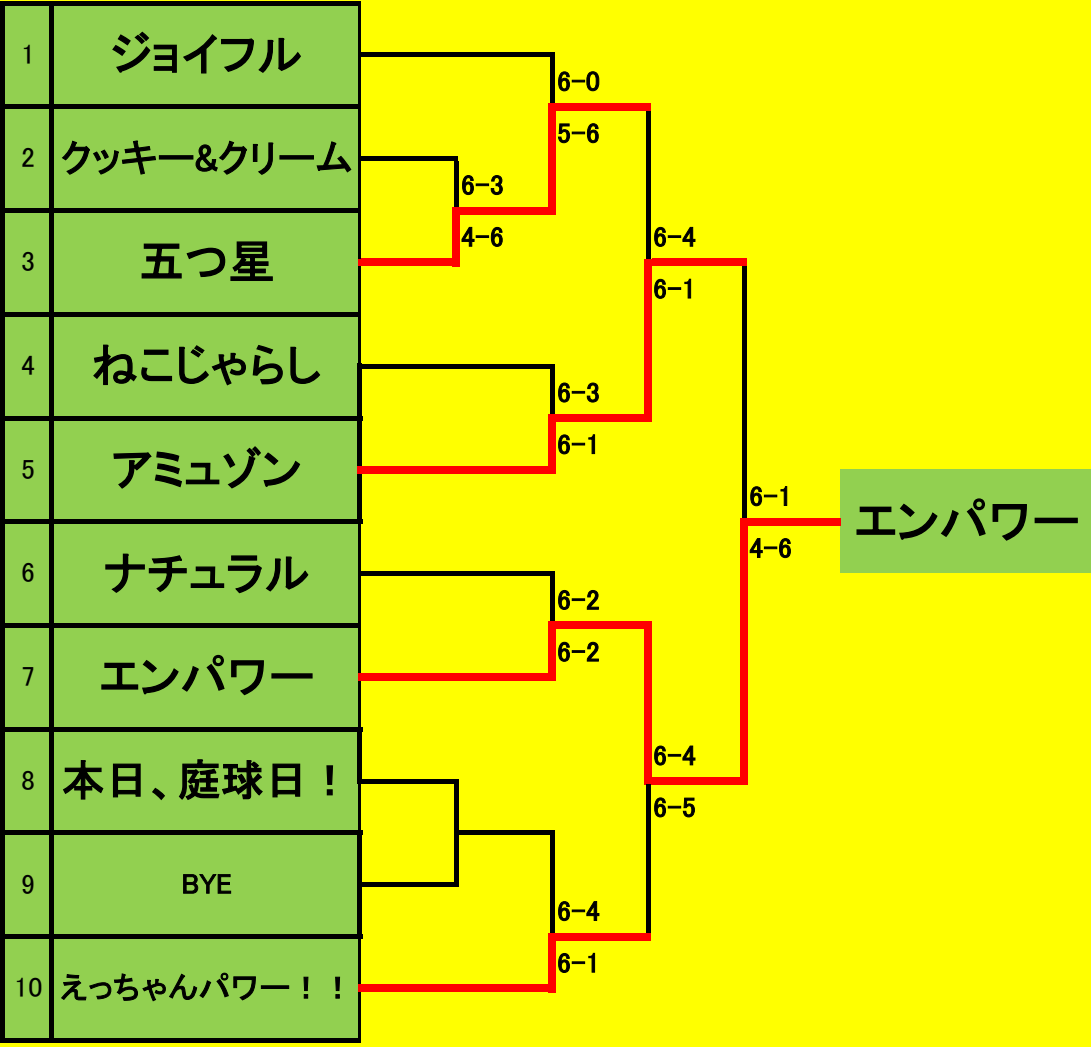 1 ジョイフル
2 クッキー&クリーム
3 五つ星
4 ねこじゃらし
5 アミュゾン
6 ナチュラル
7 エンパワー
8 本日、庭球日！
9 BYE
10 えっちゃんパワー！！
6-0
5-6
6-3
4-6
6-4
6-1
6-3
6-1
6-1
4-6
エンパワー
6-2
6-2
6-4
6-5
6-4
6-1